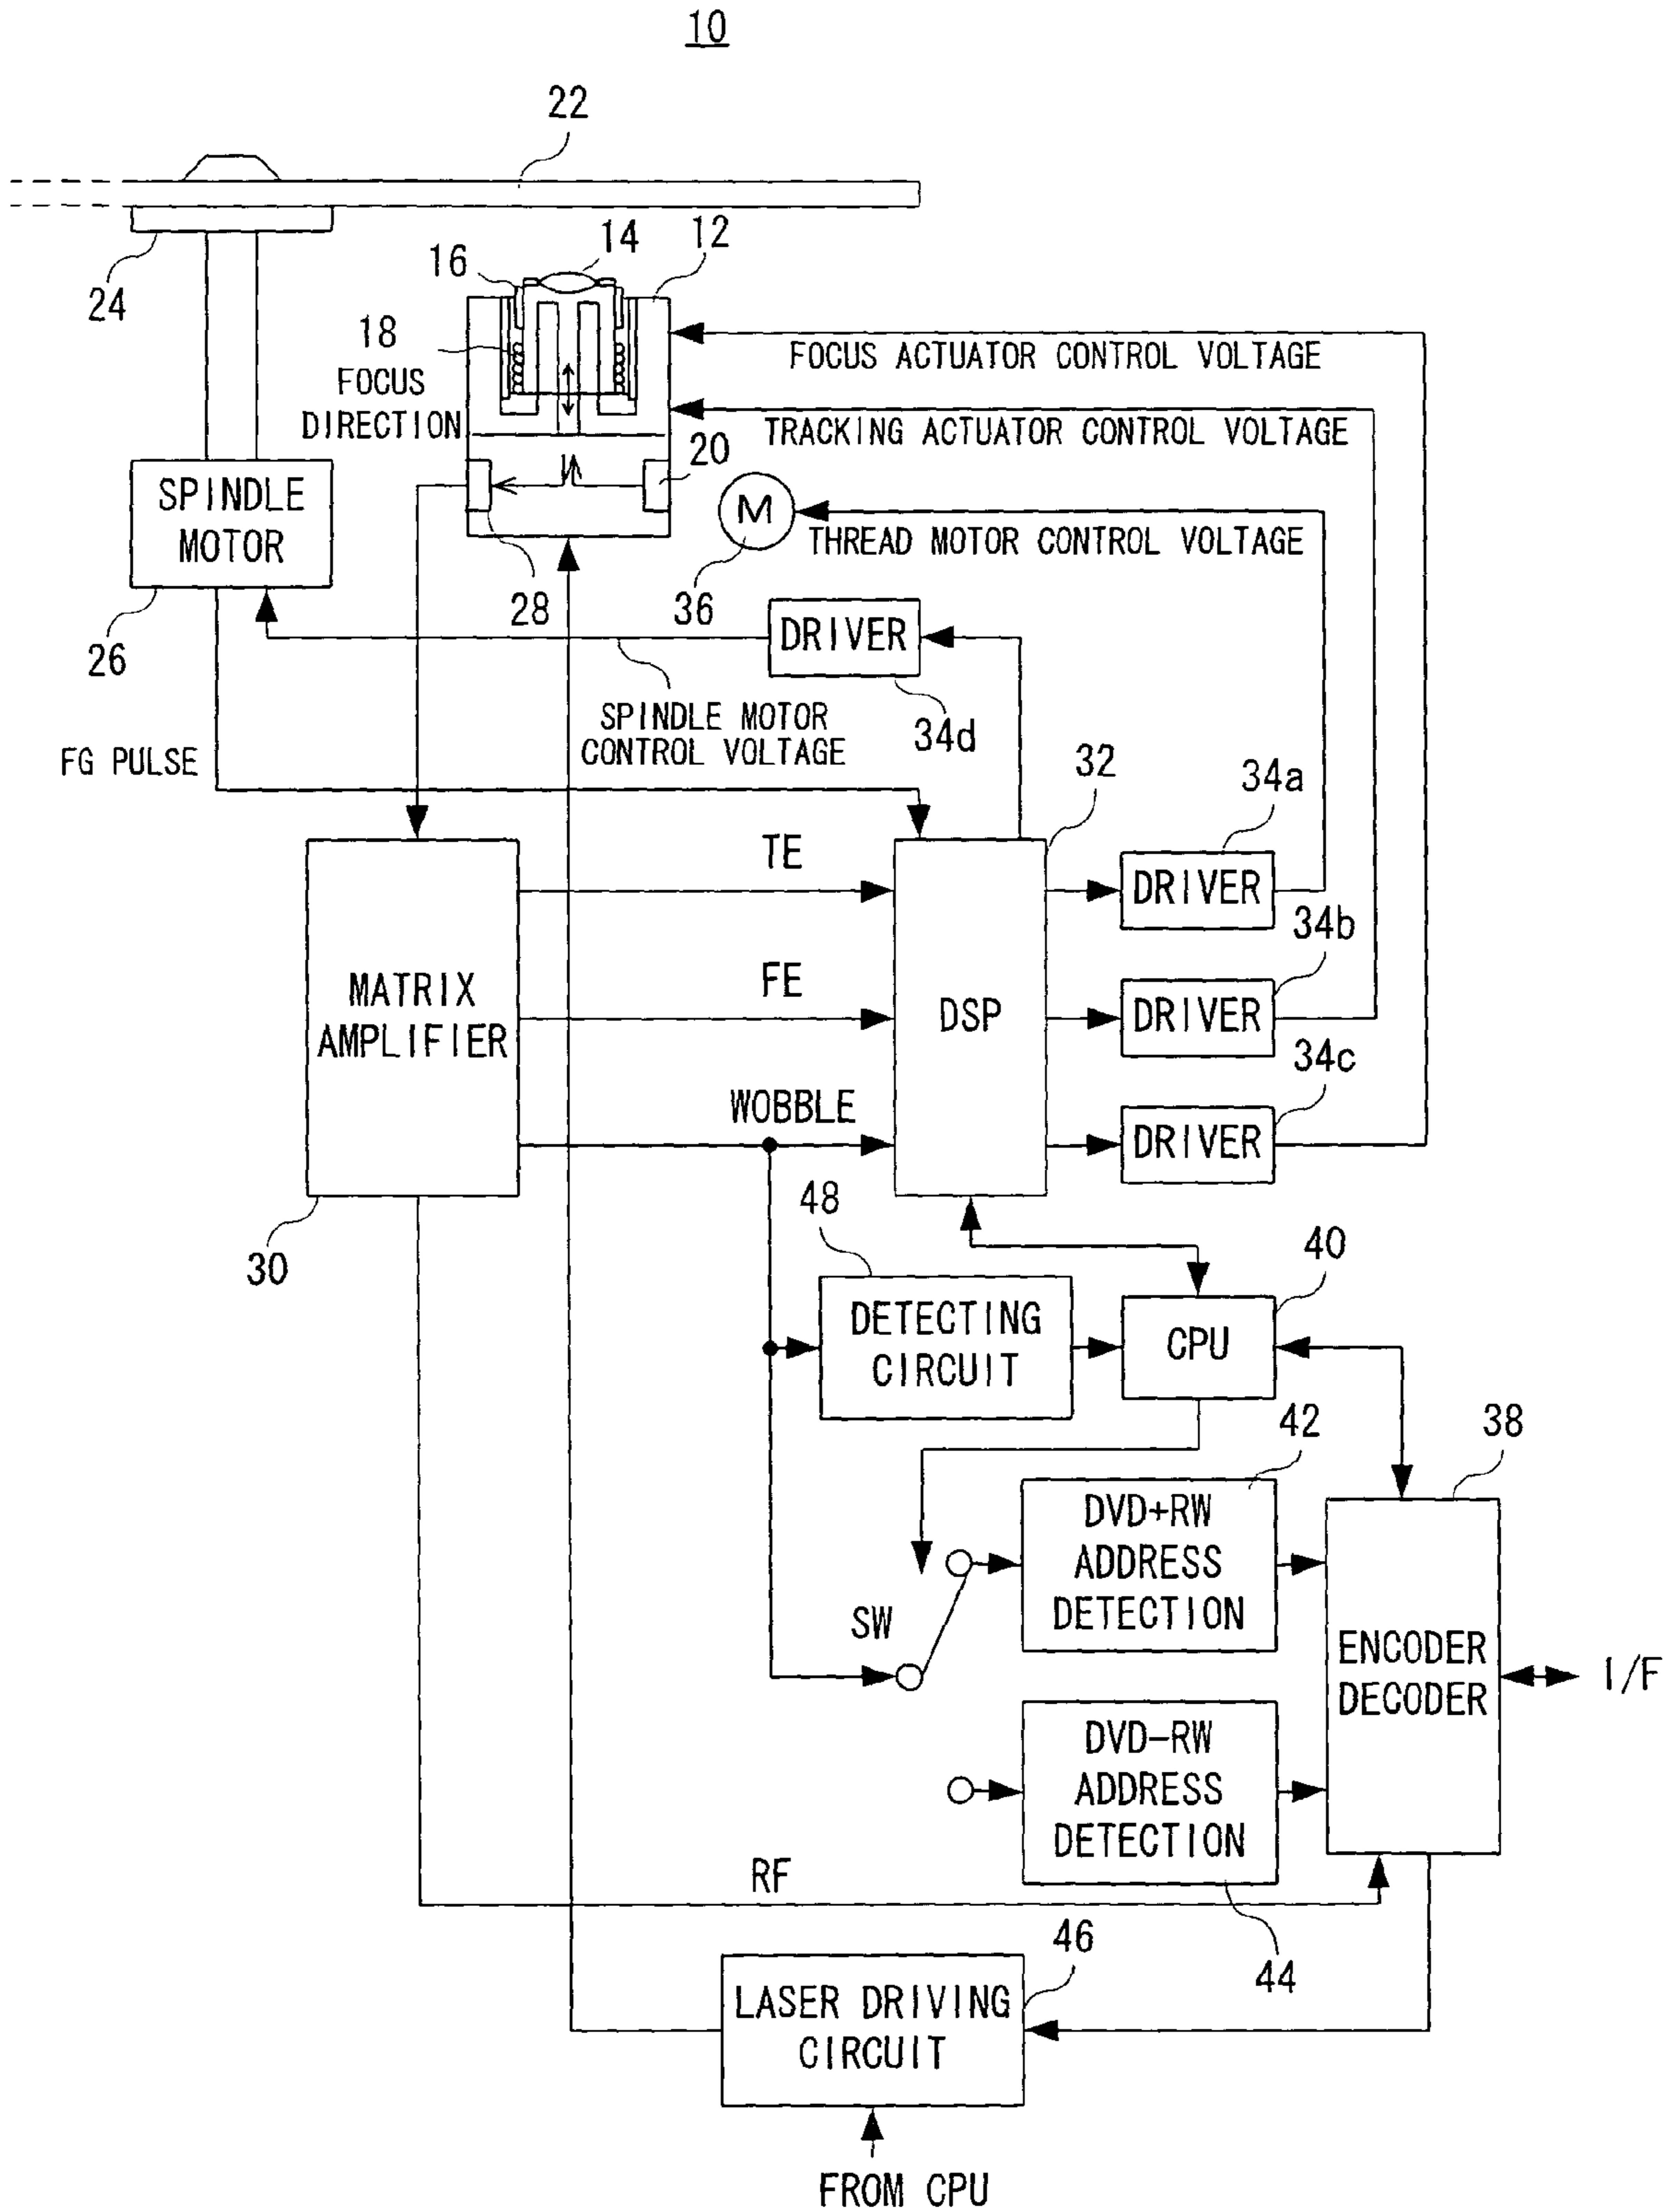 10
22
24
16
14
12
18
FOCUS
DIRECTION
FOCUS ACTUATOR CONTROL VOLTAGE
TRACKING ACTUATOR CONTROL VOLTAGE
20
M
THREAD MOTOR CONTROL VOLTAGE
SPINDLE
MOTOR
28
36
26
DRIVER
34d
SPINDLE MOTOR
CONTROL VOLTAGE
FG PULSE
32
34a
TE
DRIVER
34b
FE
MATRIX
AMPLIFIER
DSP
DRIVER
34c
WOBBLE
DRIVER
30
48
40
DETECTING
CIRCUIT
CPU
42
38
DVD+RW
ADDRESS
DETECTION
SW
ENCODER
DECODER
I/F
DVD-RW
ADDRESS
DETECTION
RF
44
46
LASER DRIVING
CIRCUIT
FROM CPU